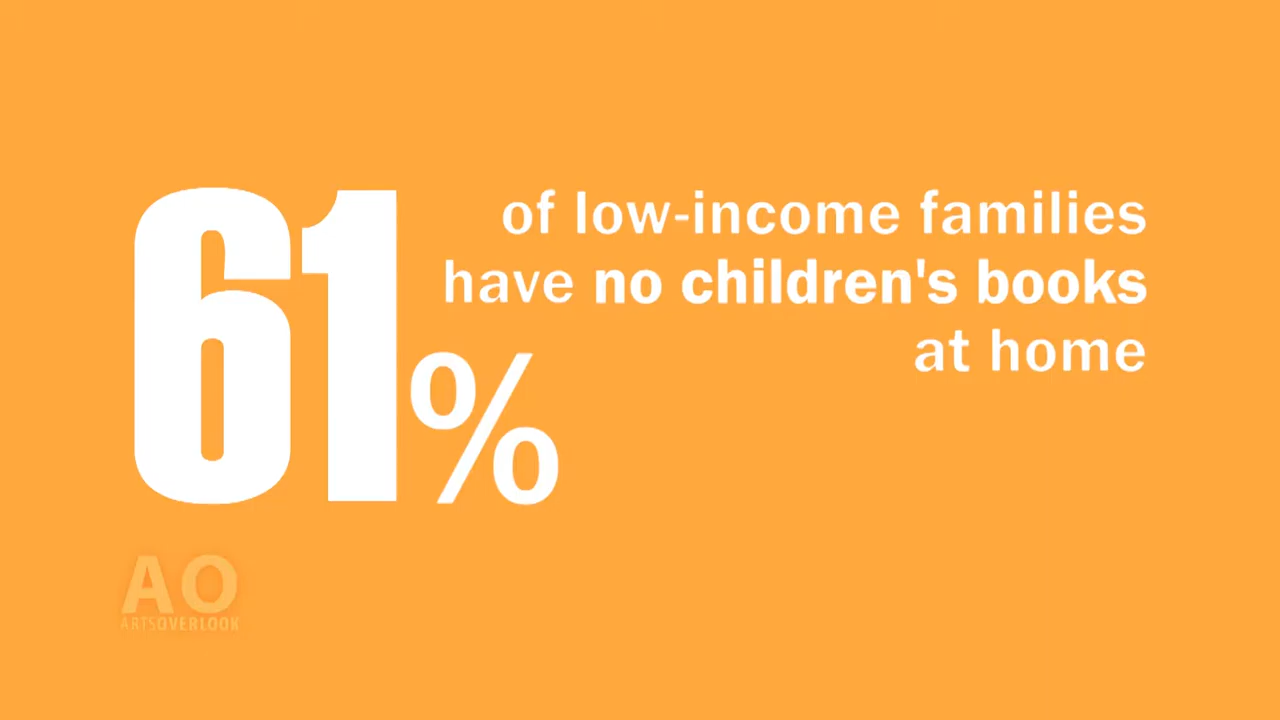 61%
of low-income families
have no children's books
at home
AO
ARTSOVERLOOK